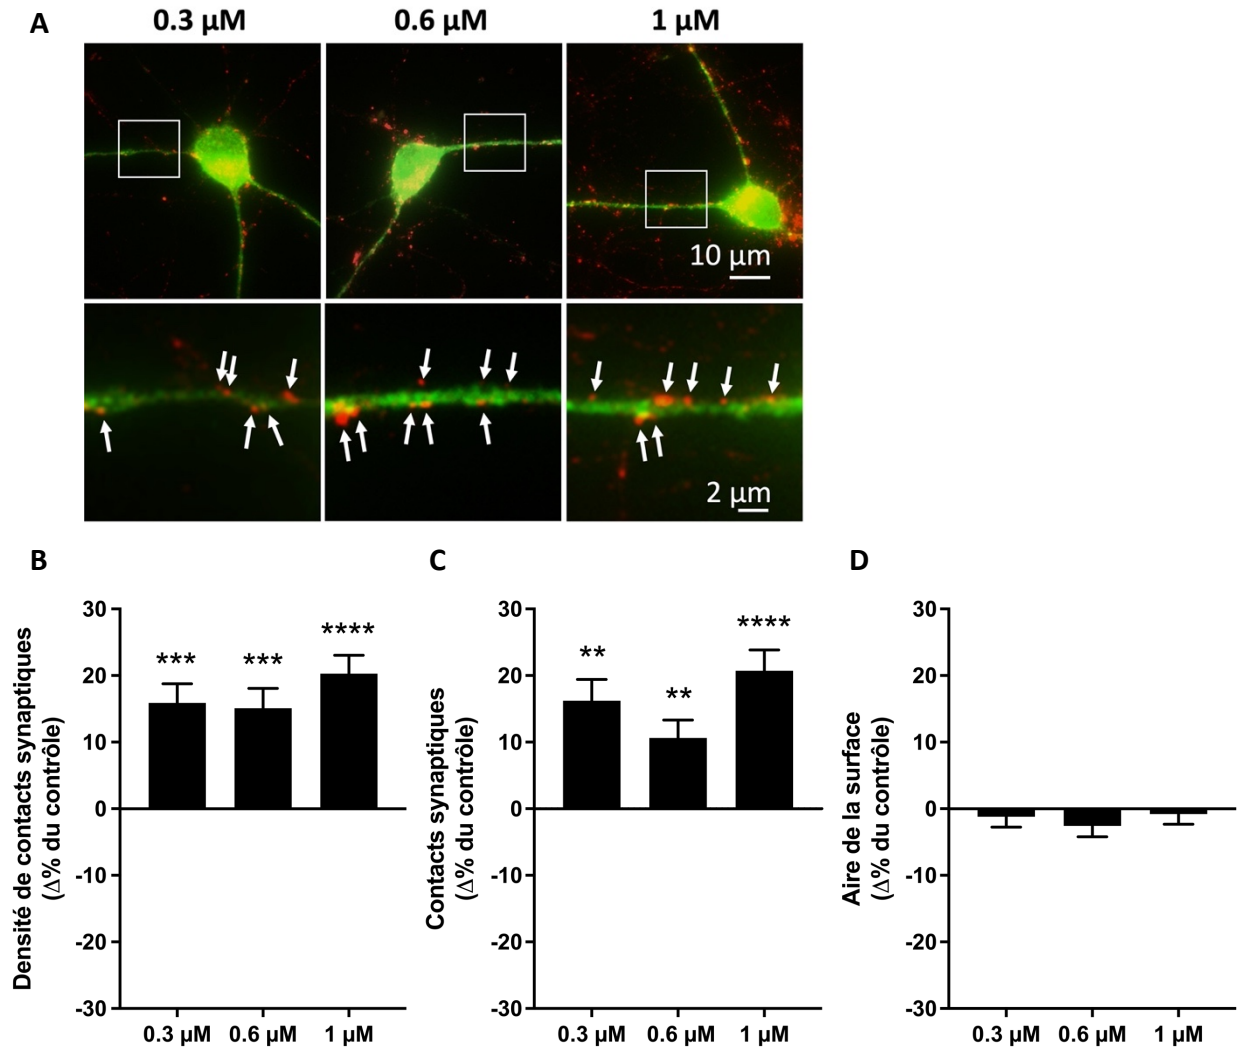 A
0.3 µM
0.6 µM
1 µM
10 µm
2 µm
B
C
D
Densité de contacts synaptiques
(Δ% du contrôle)
30
20
10
0
-10
-20
-30
***
***
****
0.3 µM
0.6 µM
1 µM
Contacts synaptiques
(Δ% du contrôle)
30
20
10
0
-10
-20
-30
**
**
****
0.3 µM
0.6 µM
1 µM
Aire de la surface
(Δ% du contrôle)
30
20
10
0
-10
-20
-30
0.3 µM
0.6 µM
1 µM